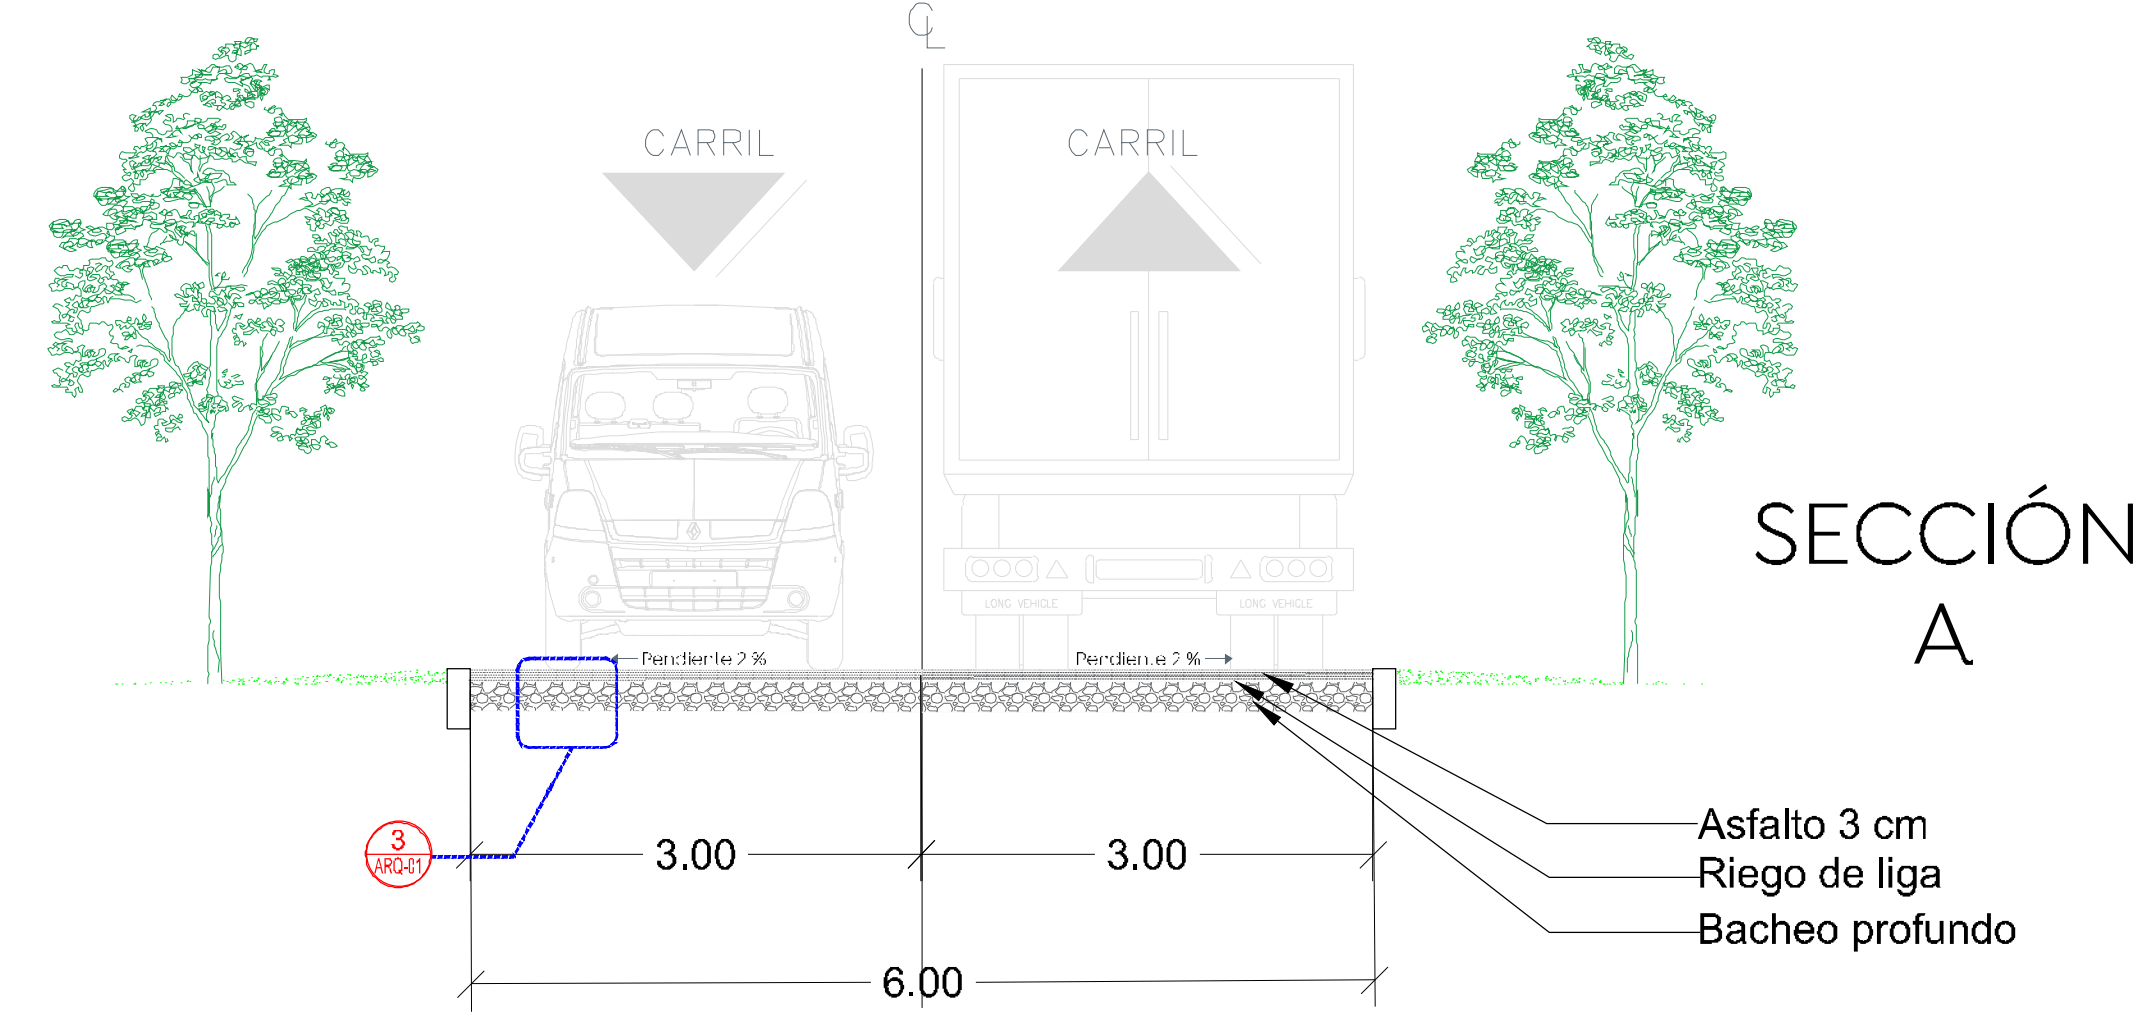 CL
CARRIL
CARRIL
SECCIÓN
A
LONG VEHICLE
LONG VEHICLE
Pendiente 2 %
Pendiente 2 %
3
ARQ-01
3.00
3.00
Asfalto 3 cm
Riego de liga
Bacheo profundo
6.00